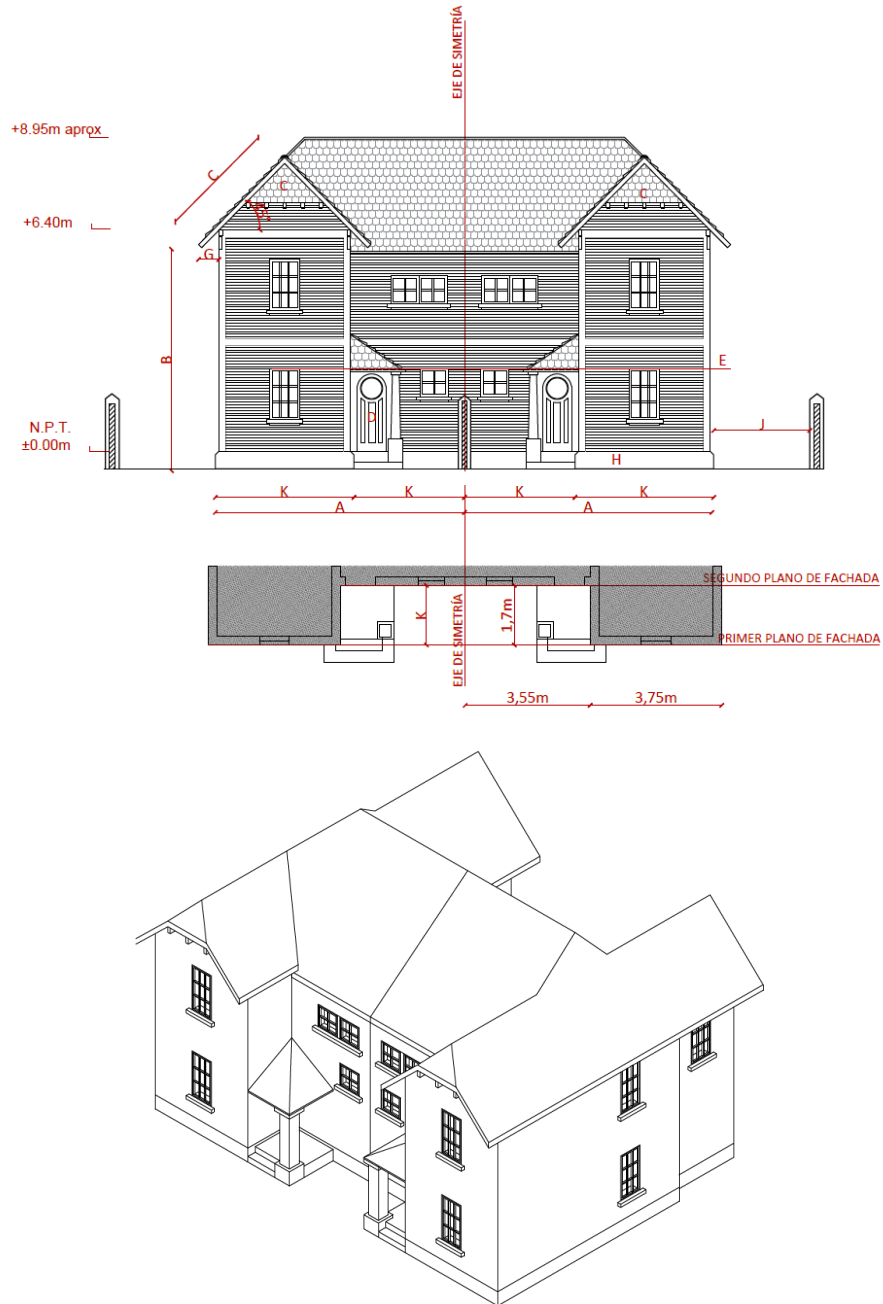 EJE DE SIMETRÍA
+8.95m aprox
C
C
C
45°
+6.40m
G
B
E
D
J
N.P.T.
±0.00m
H
K
K
K
K
A
A
SEGUNDO PLANO DE FACHADA
K
1,7m
EJE DE SIMETRÍA
PRIMER PLANO DE FACHADA
3,55m
3,75m